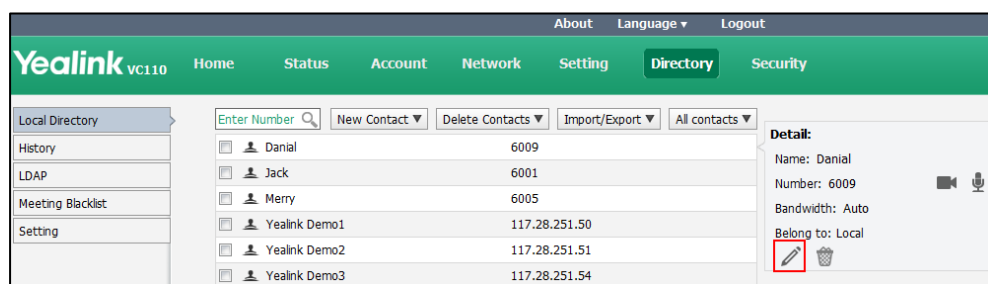 About Language ▾ Logout
Yealink VC110 Home Status Account Network Setting Directory Security
Local Directory
History
LDAP
Meeting Blacklist
Setting
Enter Number New Contact ▼ Delete Contacts ▼ Import/Export ▼ All contacts ▼
Danial 6009
Jack 6001
Merry 6005
Yealink Demo1 117.28.251.50
Yealink Demo2 117.28.251.51
Yealink Demo3 117.28.251.54
Detail:
Name: Danial
Number: 6009
Bandwidth: Auto
Belong to: Local